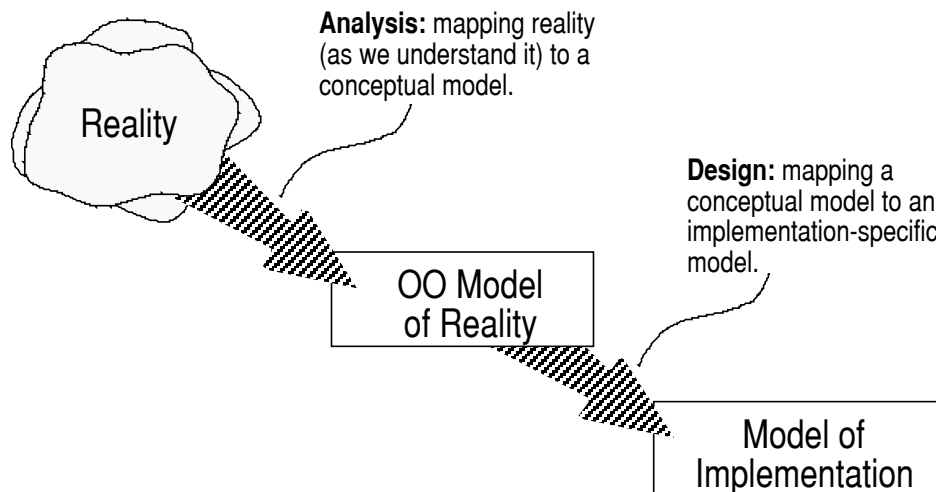 Analysis: mapping reality
(as we understand it) to a
conceptual model.
Reality
Design: mapping a
conceptual model to an
implementation-specific
model.
OO Model
of Reality
Model of
Implementation